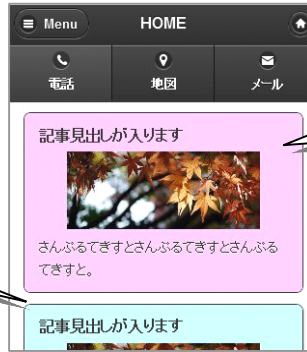 Menu HOME
電話 地図 メール
記事見出しが入ります
さんぷるてきすとさんぷるてきすとさんぷる
てきすと。
記事見出しが入ります